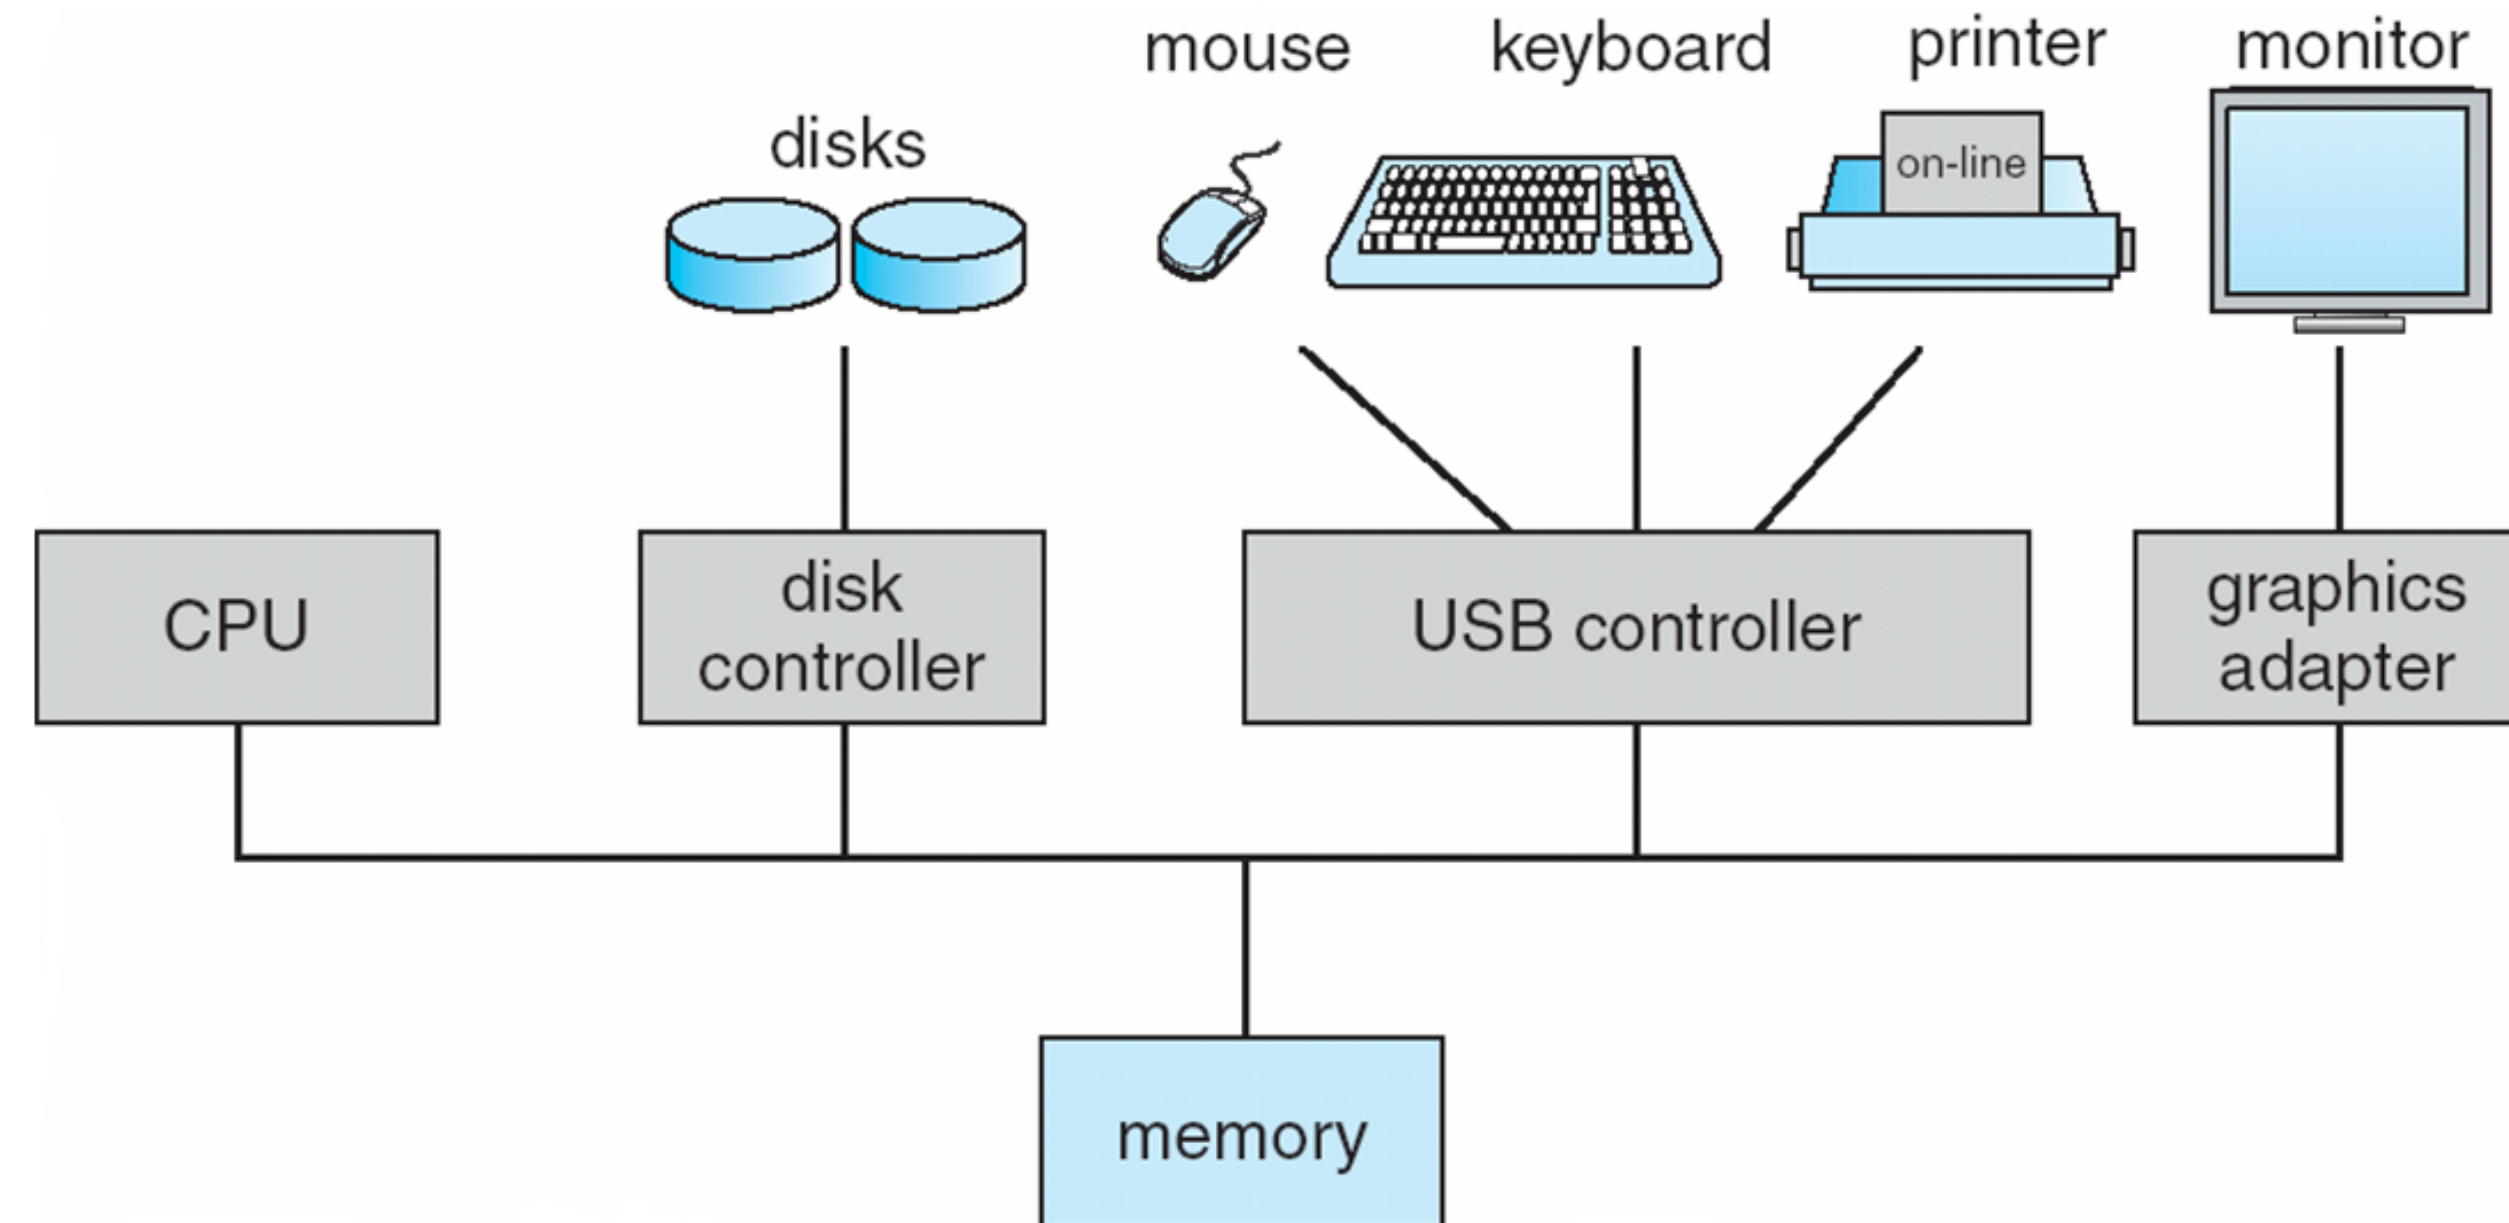 mouse
keyboard
printer
monitor
disks
on-line
CPU
disk
controller
USB controller
graphics
adapter
memory